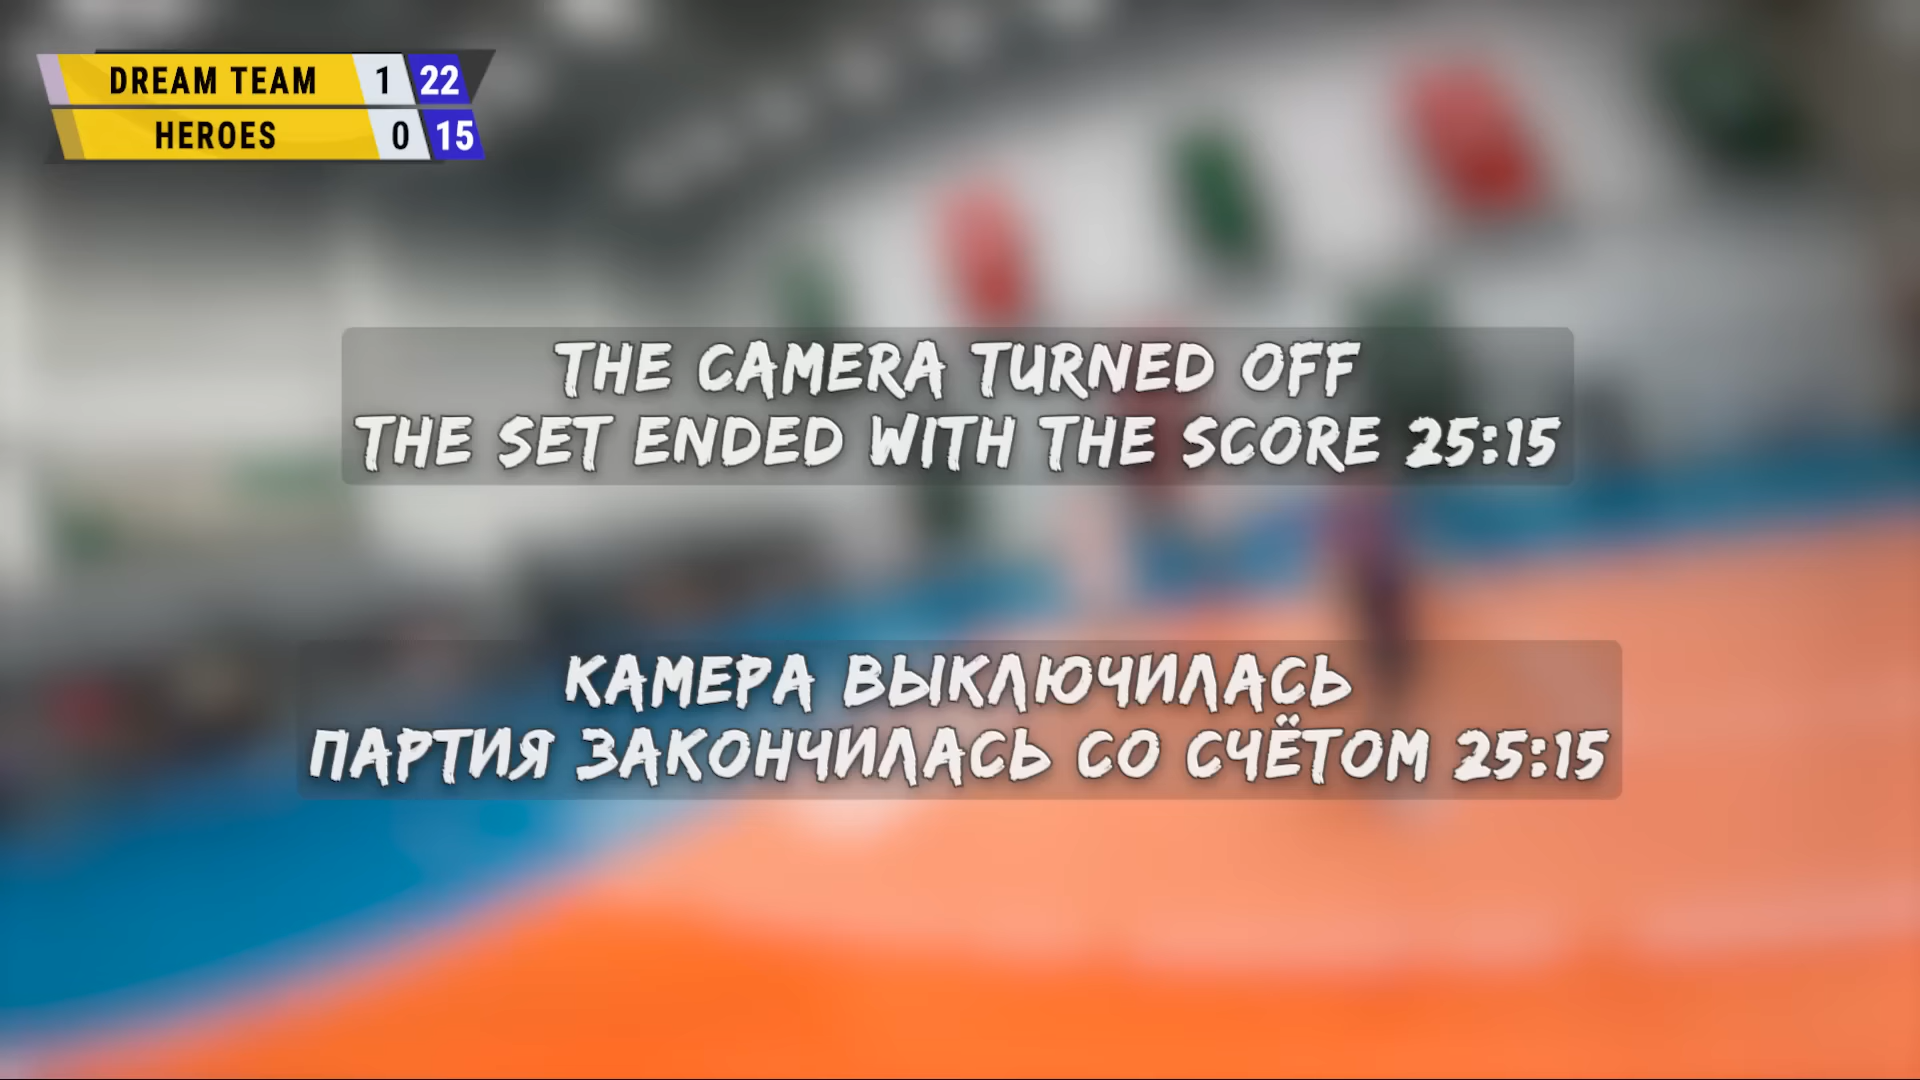 DREAM TEAM 1 22
HEROES 0 15
THE CAMERA TURNED OFF
THE SET ENDED WITH THE SCORE 25:15
КАМЕРА ВЫКЛЮЧИЛАСЬ
ПАРТИЯ ЗАКОНЧИЛАСЬ СО СЧЁТОМ 25:15